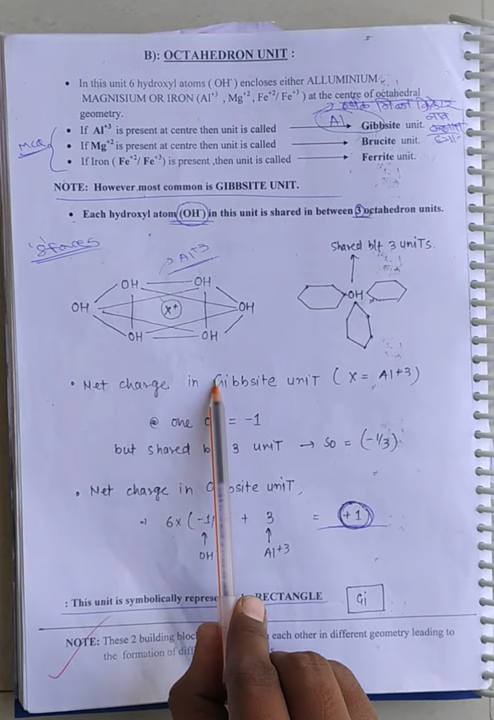 B): OCTAHEDRON UNIT :
• In this unit 6 hydroxyl atoms ( OH⁻) encloses either ALLUMINIUM
MAGNISIUM OR IRON (Al⁺³ , Mg⁺² , Fe⁺²/ Fe⁺³ ) at the centre of octahedral
geometry.
Al
MCQ
• If Al⁺³ is present at centre then unit is called → Gibbsite unit.
• If Mg⁺² is present at centre then unit is called → Brucite unit.
• If Iron ( Fe⁺²/ Fe⁺³) is present ,then unit is called → Ferrite unit.
NOTE: However most common is GIBBSITE UNIT.
• Each hydroxyl atom (OH⁻) in this unit is shared in between 3 octahedron units.
8 faces
Al+3
shared b/t 3 uniTs.
OH OH
OH x+ OH
OH OH
OH
• Net charge in Gibbsite uniT ( X = Al+3)
@ one = -1
but shared 3 uniT → so = (-1/3)
• Net charge in uniT,
⇒ 6x(-1/ + 3 = +1
OH Al+3
: This unit is symbolically RECTANGLE Gi
NOTE: These 2 building each other in different geometry leading to
the formation of